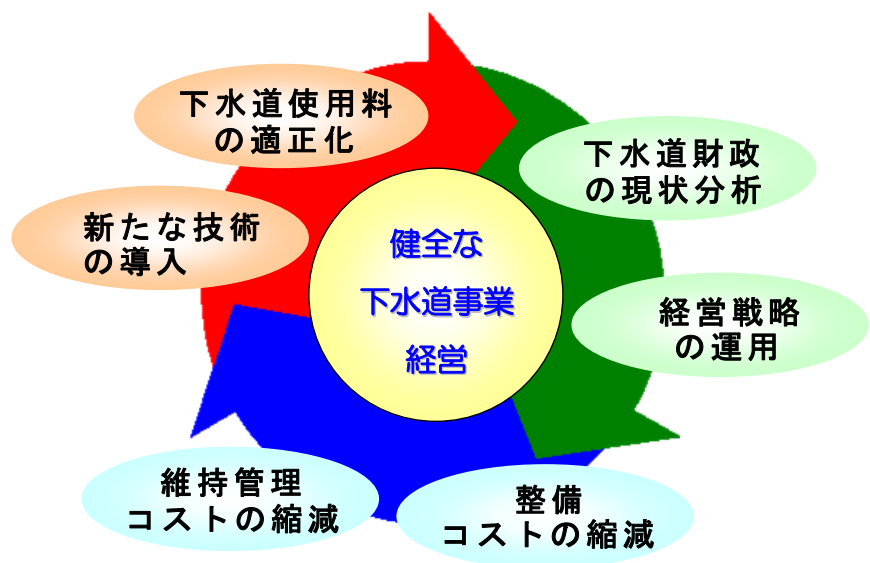 下水道使用料
の適正化
下水道財政
の現状分析
新たな技術
の導入
健全な
下水道事業
経営
経営戦略
の運用
維持管理
コストの縮減
整備
コストの縮減